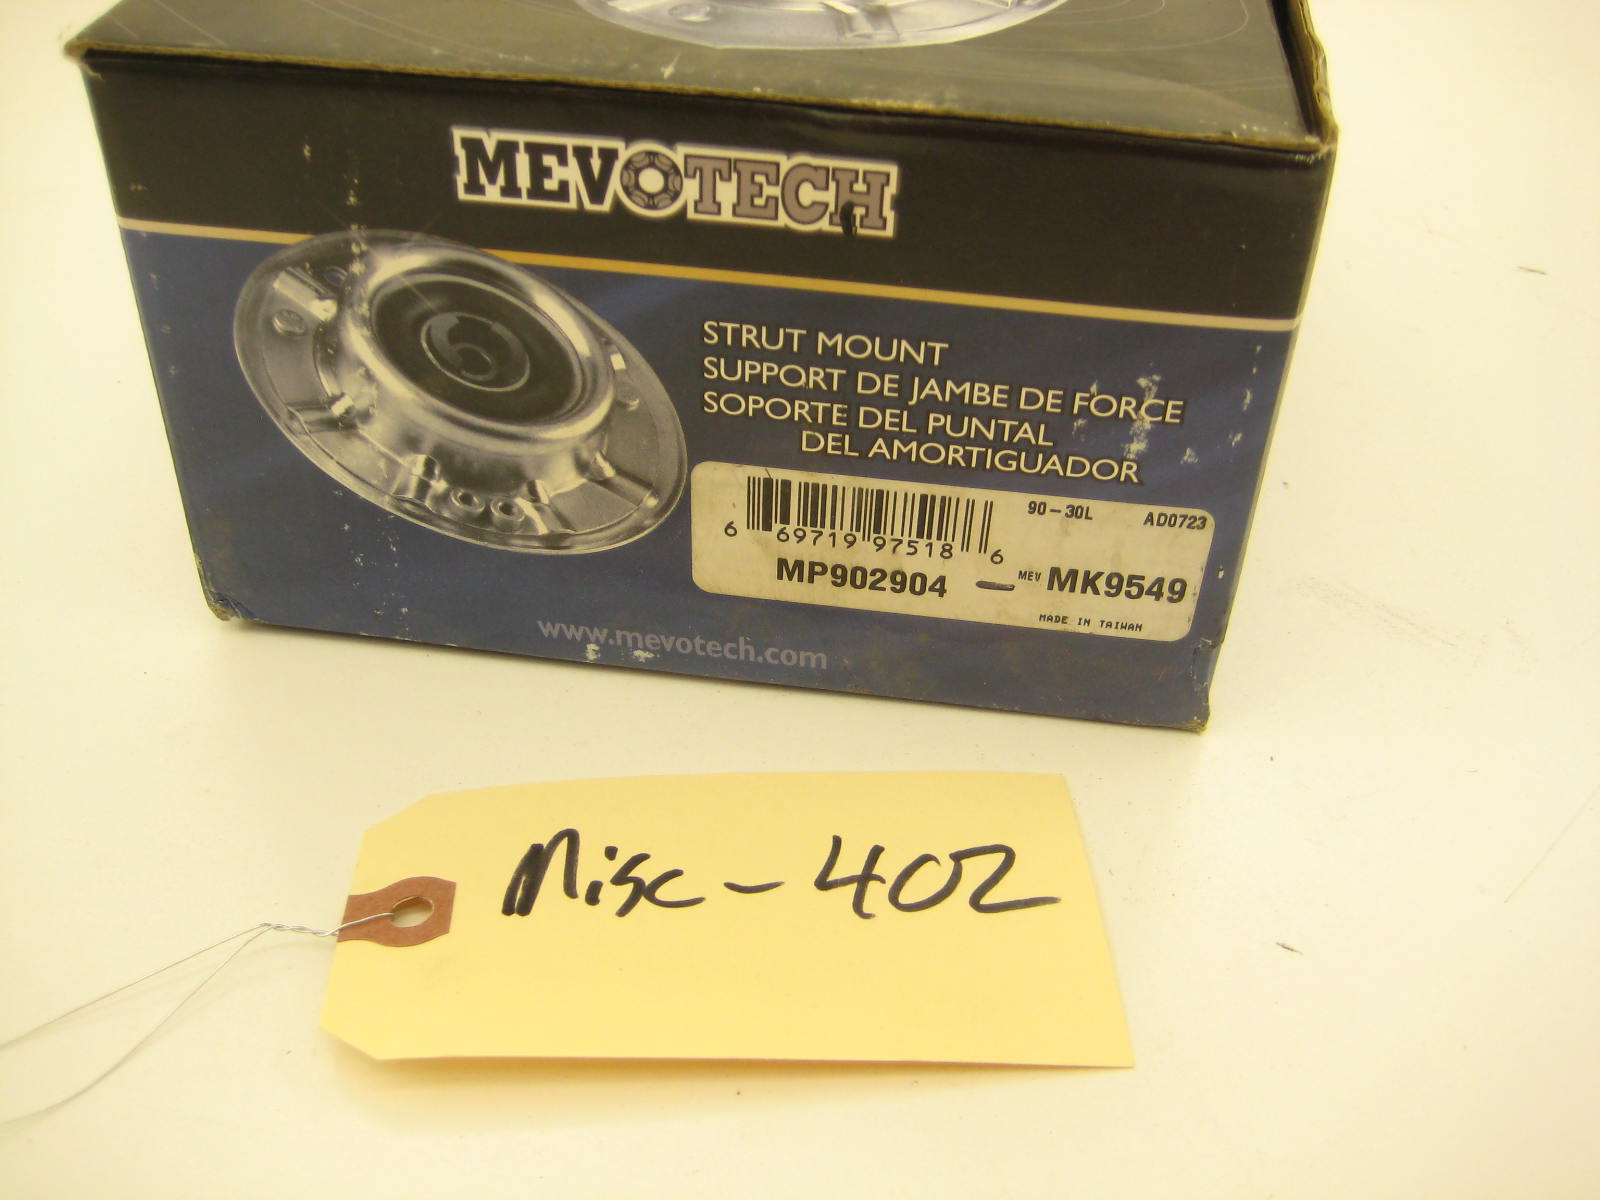 MEVOTECH
STRUT MOUNT
SUPPORT DE JAMBE DE FORCE
SOPORTE DEL PUNTAL
DEL AMORTIGUADOR
90-30L AD0723
6 69719 97518 6
MP902904 - MEV MK9549
MADE IN TAIWAN
www.mevotech.com
Misc - 402